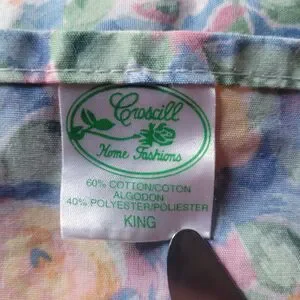 Croscill
Home Fashions
60% COTTON/COTON
ALGODON
40% POLYESTER/POLIESTER
KING